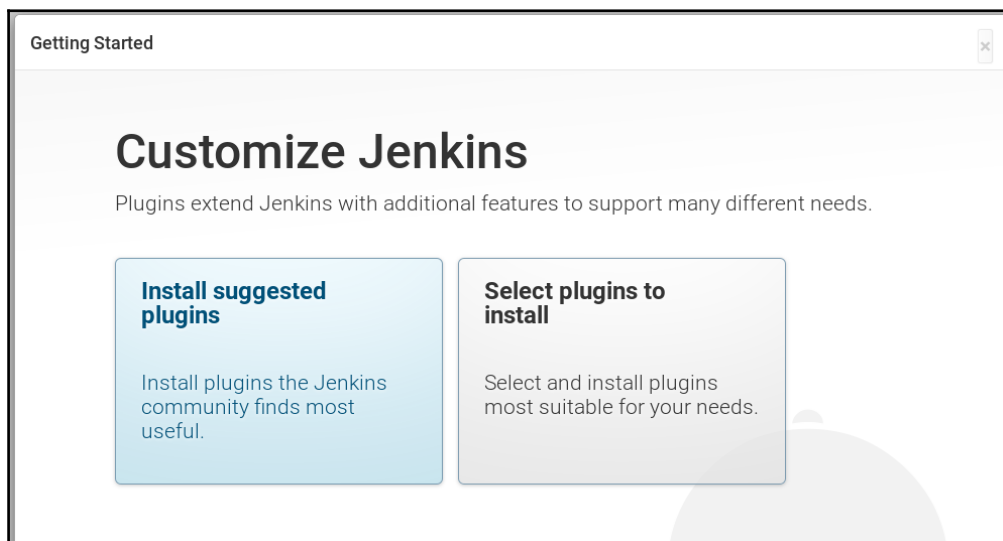 Getting Started
×
Customize Jenkins
Plugins extend Jenkins with additional features to support many different needs.
Install suggested
plugins
Install plugins the Jenkins
community finds most
useful.
Select plugins to
install
Select and install plugins
most suitable for your needs.